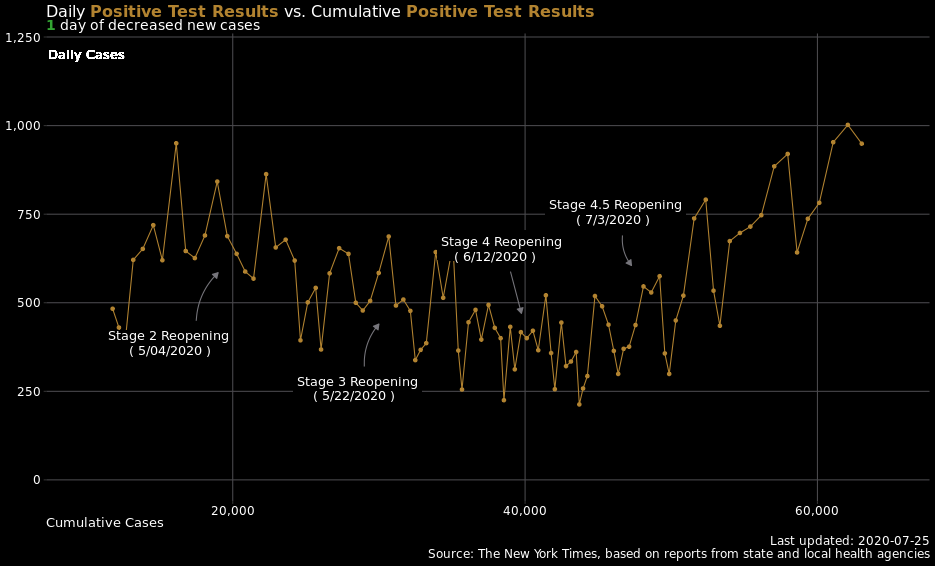 Daily Positive Test Results vs. Cumulative Positive Test Results
1 day of decreased new cases
1,250
Daily Cases
1,000
750
500
250
0
Stage 2 Reopening
( 5/04/2020 )
Stage 3 Reopening
( 5/22/2020 )
Stage 4 Reopening
( 6/12/2020 )
Stage 4.5 Reopening
( 7/3/2020 )
20,000
40,000
60,000
Cumulative Cases
Last updated: 2020-07-25
Source: The New York Times, based on reports from state and local health agencies